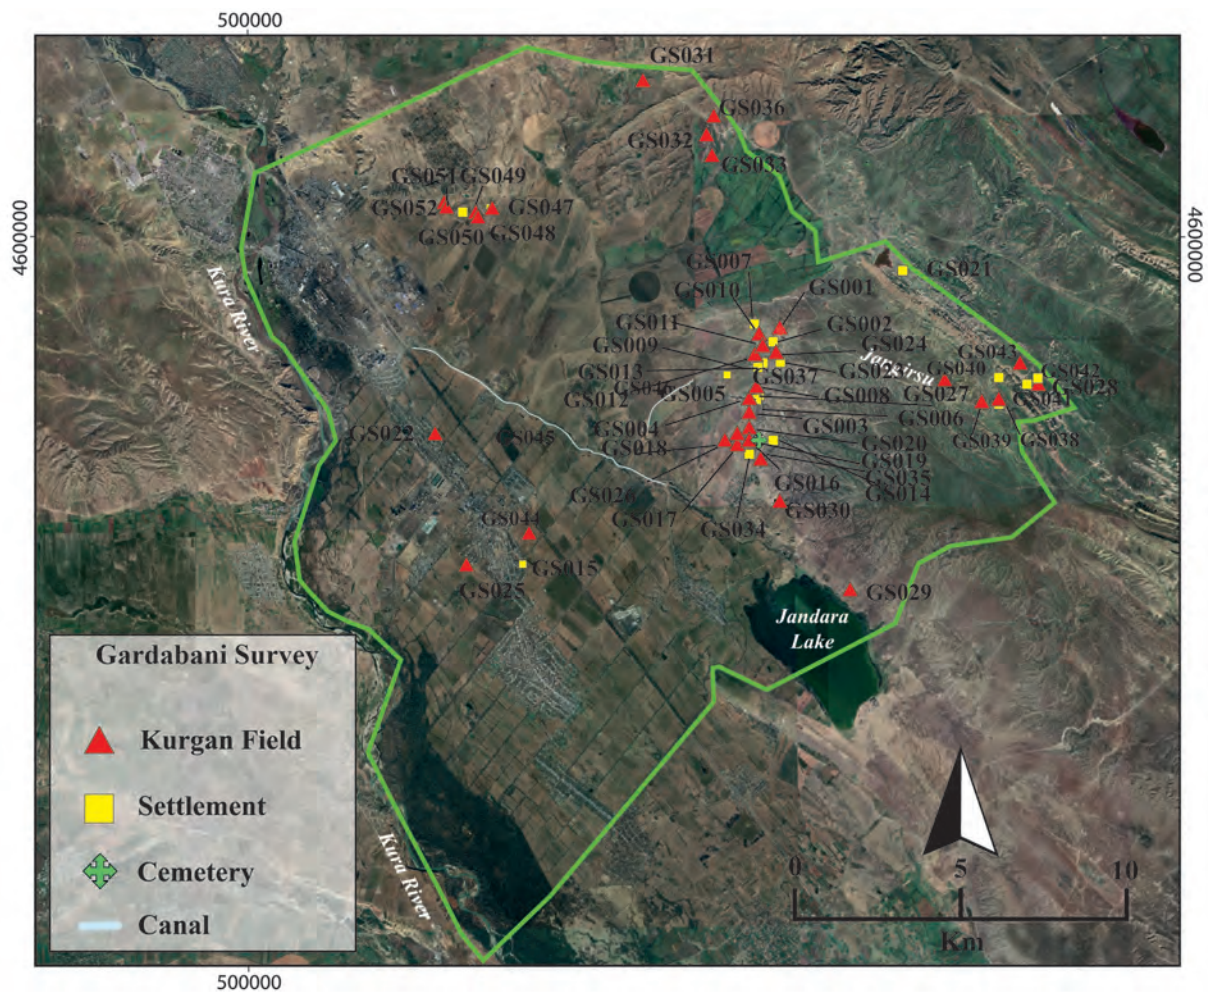 500000
GS031
GS036
GS032
GS033
GS051 GS049
GS052 GS047
GS050 GS048
4600000
4600000
Kura River
GS007
GS010
GS021
GS001
GS011
GS002
GS009
GS024
GS013
GS023
Jangirsu
GS043
GS040
GS042
GS046
GS037
GS028
GS012
GS005
GS008
GS027
GS041
GS004
GS003
GS006
GS022
GS045
GS018
GS020
GS039
GS038
GS019
GS035
GS026
GS016
GS014
GS017
GS034
GS030
GS044
GS015
GS025
GS029
Jandara
Lake
Gardabani Survey
Kurgan Field
Settlement
Cemetery
Canal
Kura River
0 5 10
Km
500000